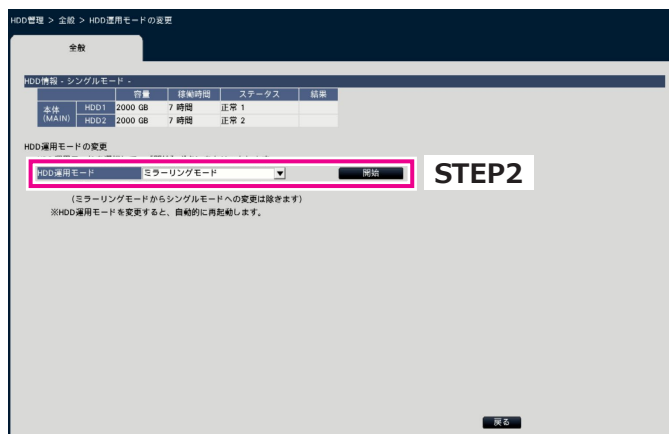 HDD管理 > 全般 > HDD運用モードの変更
全般
HDD情報 - シングルモード -
容量 稼働時間 ステータス 結果
本体 (MAIN) HDD1 2000 GB 7 時間 正常 1
HDD2 2000 GB 7 時間 正常 2
HDD運用モードの変更
HDD運用モード ミラーリングモード 開始
STEP2
(ミラーリングモードからシングルモードへの変更は除きます)
※HDD運用モードを変更すると、自動的に再起動します。
戻る